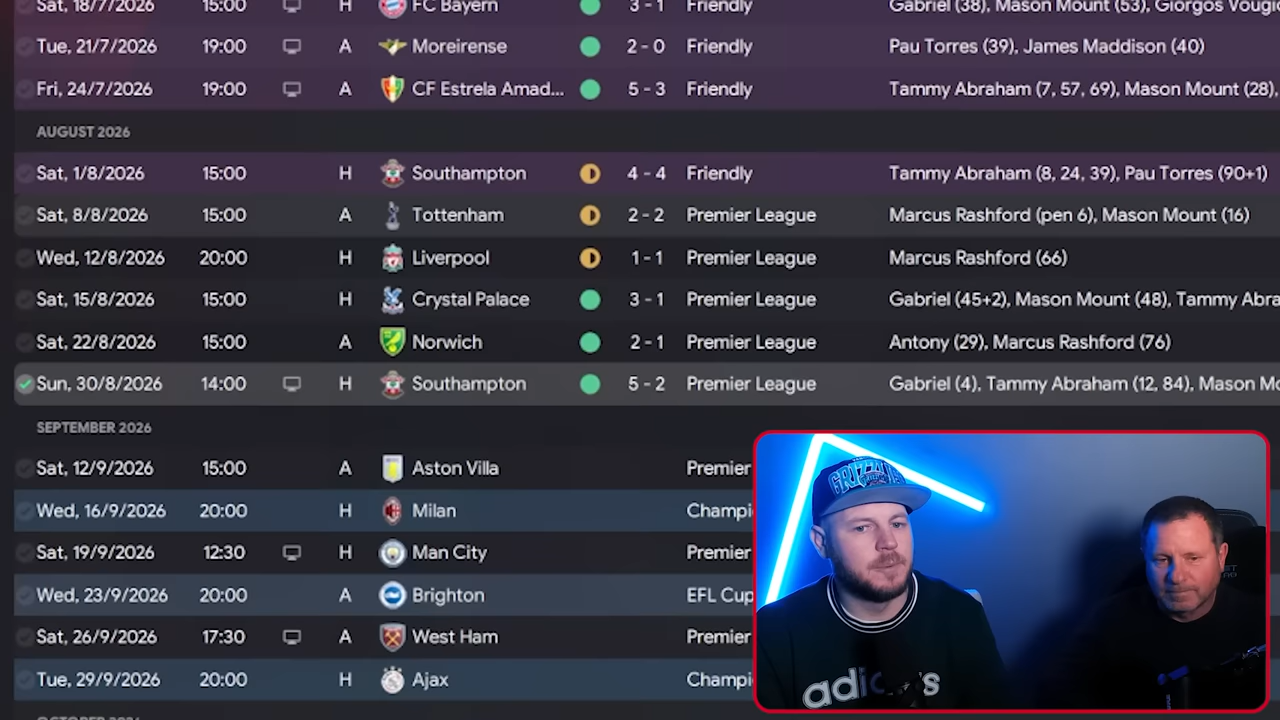 Sat, 18/7/2026 15:00 H FC Bayern 3 - 1 Friendly Gabriel (38), Mason Mount (53), Giorgos Vougi
Tue, 21/7/2026 19:00 A Moreirense 2 - 0 Friendly Pau Torres (39), James Maddison (40)
Fri, 24/7/2026 19:00 A CF Estrela Amad... 5 - 3 Friendly Tammy Abraham (7, 57, 69), Mason Mount (28),
AUGUST 2026
Sat, 1/8/2026 15:00 H Southampton 4 - 4 Friendly Tammy Abraham (8, 24, 39), Pau Torres (90+1)
Sat, 8/8/2026 15:00 A Tottenham 2 - 2 Premier League Marcus Rashford (pen 6), Mason Mount (16)
Wed, 12/8/2026 20:00 H Liverpool 1 - 1 Premier League Marcus Rashford (66)
Sat, 15/8/2026 15:00 H Crystal Palace 3 - 1 Premier League Gabriel (45+2), Mason Mount (48), Tammy Abra
Sat, 22/8/2026 15:00 A Norwich 2 - 1 Premier League Antony (29), Marcus Rashford (76)
Sun, 30/8/2026 14:00 H Southampton 5 - 2 Premier League Gabriel (4), Tammy Abraham (12, 84), Mason Mo
SEPTEMBER 2026
Sat, 12/9/2026 15:00 A Aston Villa Premier
Wed, 16/9/2026 20:00 H Milan Champi
Sat, 19/9/2026 12:30 H Man City Premier
Wed, 23/9/2026 20:00 A Brighton EFL Cup
Sat, 26/9/2026 17:30 A West Ham Premier
Tue, 29/9/2026 20:00 H Ajax Champi
OCTOBER 2026
GRIZZLIES